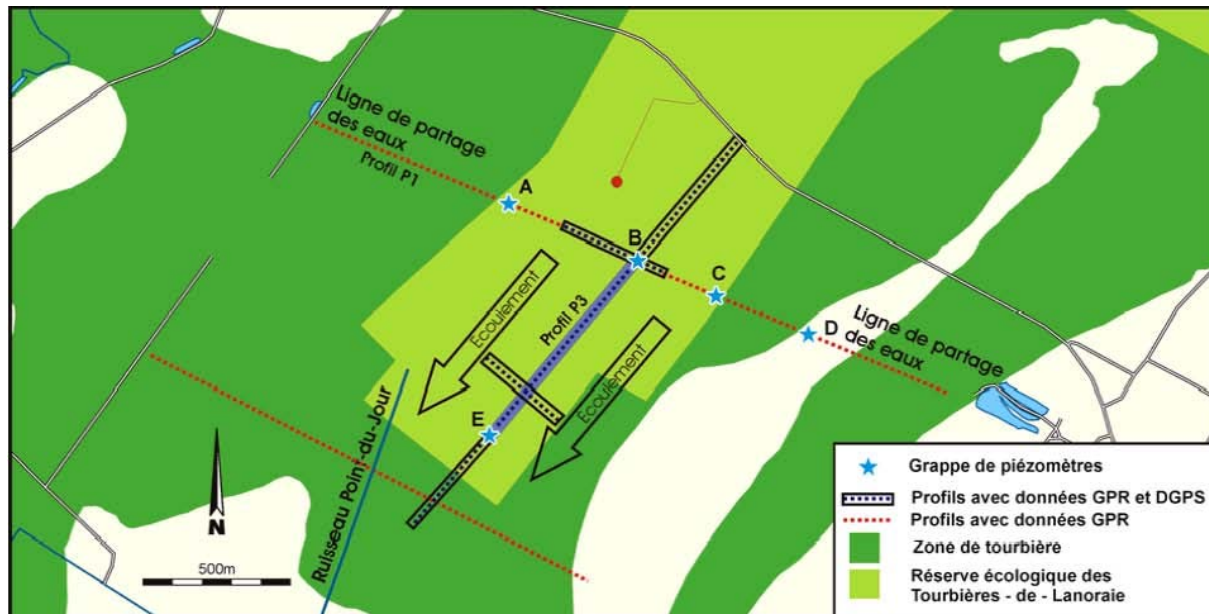 Ligne de partage
des eaux
Profil P1
A
B
C
D
Ligne de partage
des eaux
Écoulement
Profil P3
Écoulement
E
Ruisseau Point-du-Jour
N
500m
Grappe de piézomètres
Profils avec données GPR et DGPS
Profils avec données GPR
Zone de tourbière
Réserve écologique des
Tourbières - de - Lanoraie